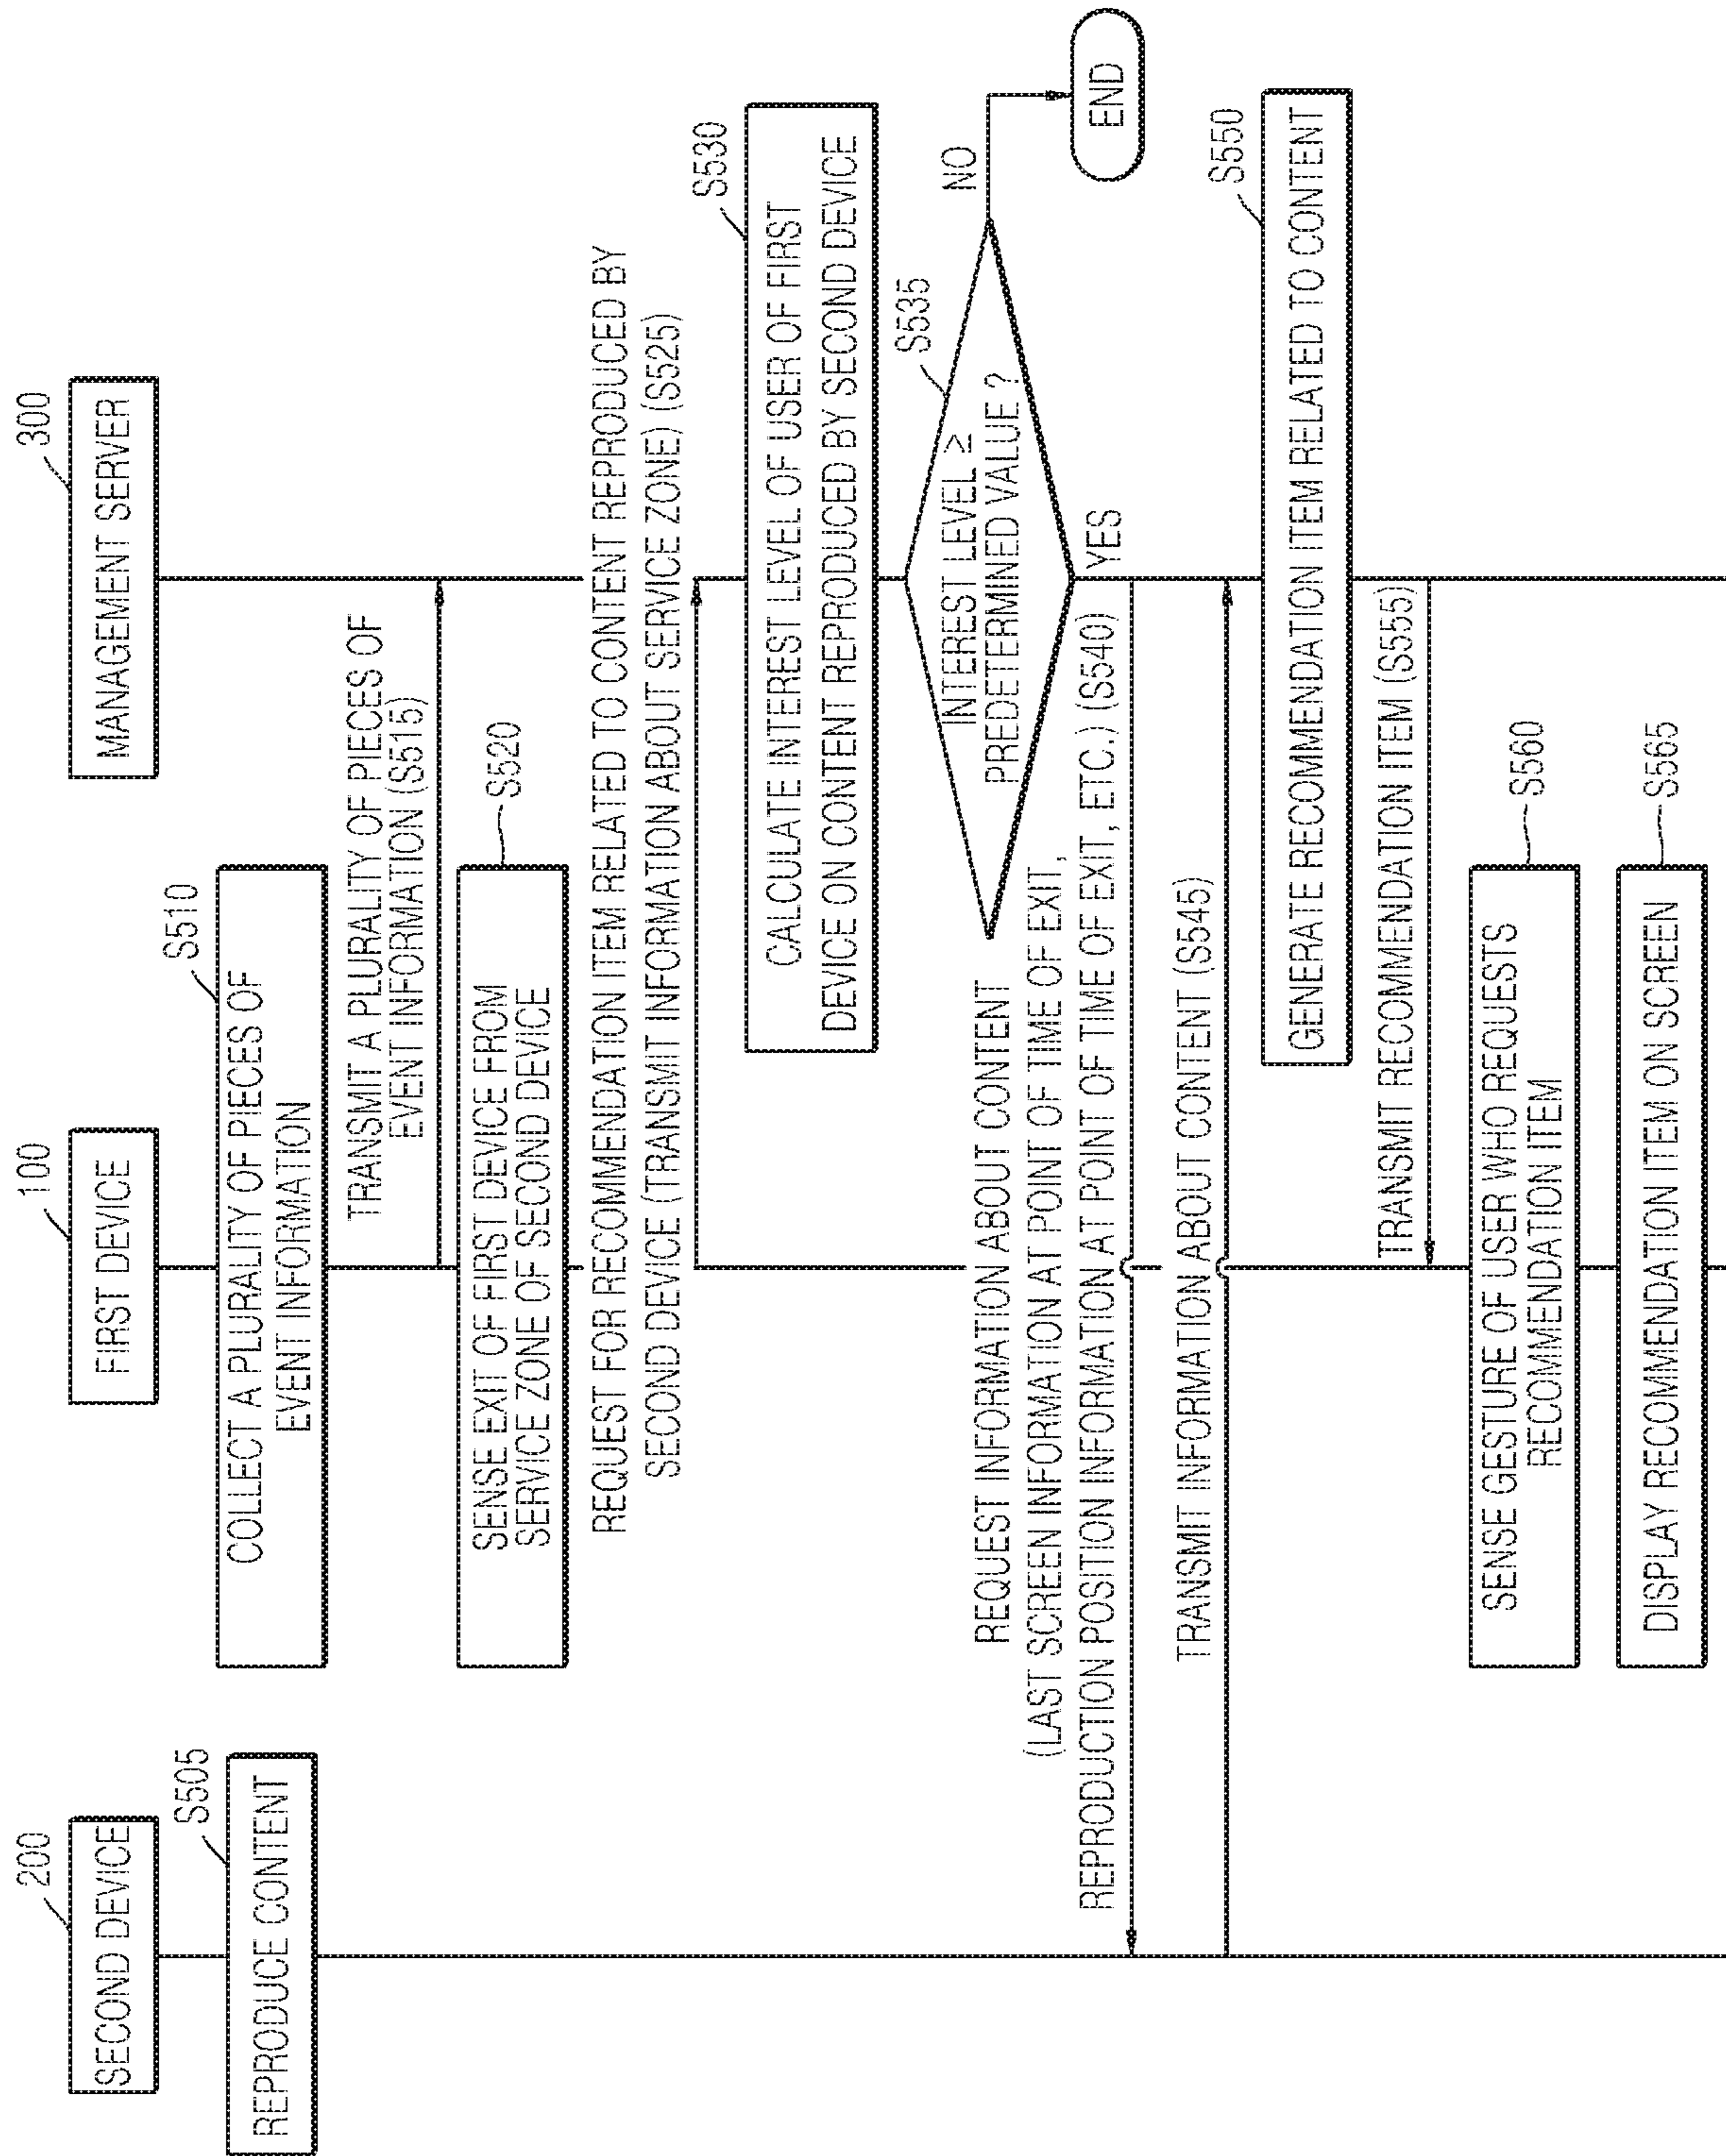 200
SECOND DEVICE
100
FIRST DEVICE
300
MANAGEMENT SERVER
S505
REPRODUCE CONTENT
S510
COLLECT A PLURALITY OF PIECES OF
EVENT INFORMATION
TRANSMIT A PLURALITY OF PIECES OF
EVENT INFORMATION (S515)
S520
SENSE EXIT OF FIRST DEVICE FROM
SERVICE ZONE OF SECOND DEVICE
REQUEST FOR RECOMMENDATION ITEM RELATED TO CONTENT REPRODUCED BY
SECOND DEVICE (TRANSMIT INFORMATION ABOUT SERVICE ZONE) (S525)
S530
CALCULATE INTEREST LEVEL OF USER OF FIRST
DEVICE ON CONTENT REPRODUCED BY SECOND DEVICE
S535
INTEREST LEVEL ≥
PREDETERMINED VALUE ?
NO
END
YES
REQUEST INFORMATION ABOUT CONTENT
(LAST SCREEN INFORMATION AT POINT OF TIME OF EXIT,
REPRODUCTION POSITION INFORMATION AT POINT OF TIME OF EXIT, ETC.) (S540)
TRANSMIT INFORMATION ABOUT CONTENT (S545)
S550
GENERATE RECOMMENDATION ITEM RELATED TO CONTENT
TRANSMIT RECOMMENDATION ITEM (S555)
S560
SENSE GESTURE OF USER WHO REQUESTS
RECOMMENDATION ITEM
S565
DISPLAY RECOMMENDATION ITEM ON SCREEN